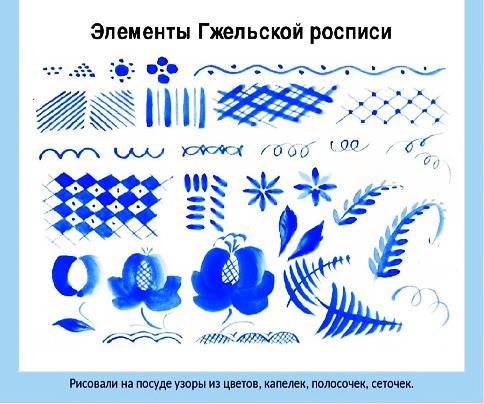 Элементы Гжельской росписи
Рисовали на посуде узоры из цветов, капелек, полосочек, сеточек.